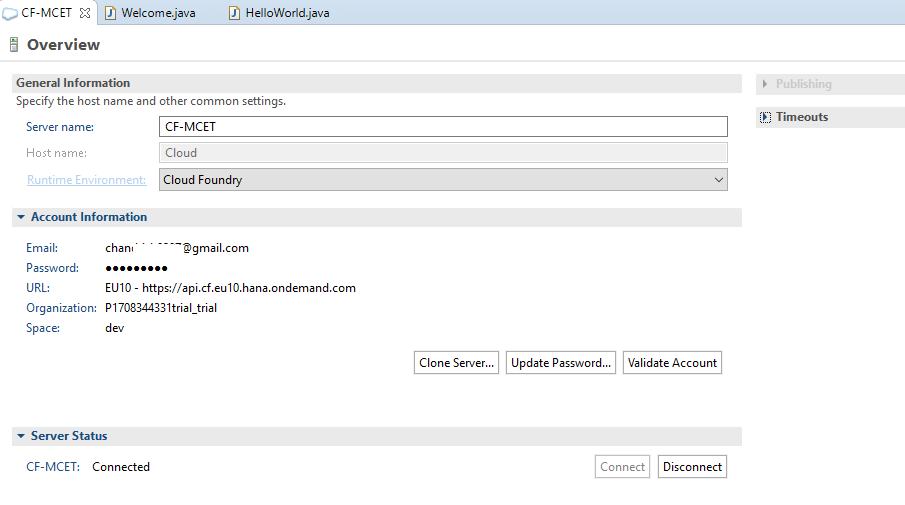 CF-MCET Welcome.java HelloWorld.java
Overview
General Information
Specify the host name and other common settings.
Server name: CF-MCET
Host name: Cloud
Runtime Environment: Cloud Foundry
Account Information
Email: @gmail.com
Password: ●●●●●●●●●
URL: EU10 - https://api.cf.eu10.hana.ondemand.com
Organization: P1708344331trial_trial
Space: dev
Clone Server... Update Password... Validate Account
Server Status
CF-MCET: Connected
Connect Disconnect
Publishing
Timeouts